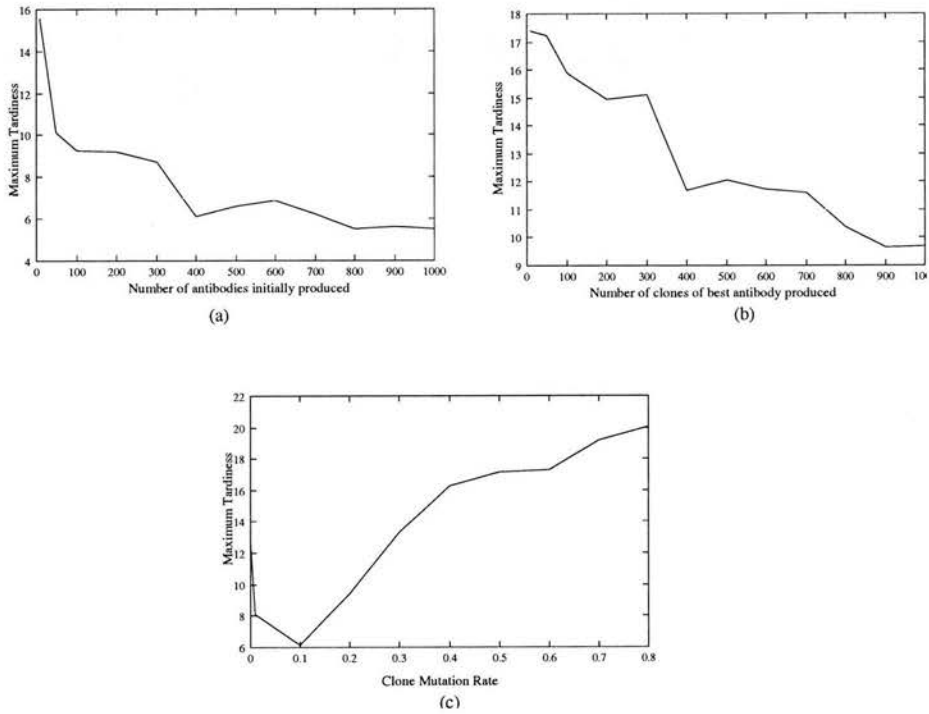 16
14
12
10
8
6
4
Maximum Tardiness
0 100 200 300 400 500 600 700 800 900 1000
Number of antibodies initially produced
(a)
18
17
16
15
14
13
12
11
10
9
Maximum Tardiness
0 100 200 300 400 500 600 700 800 900 100
Number of clones of best antibody produced
(b)
22
20
18
16
14
12
10
8
6
Maximum Tardiness
0 0.1 0.2 0.3 0.4 0.5 0.6 0.7 0.8
Clone Mutation Rate
(c)